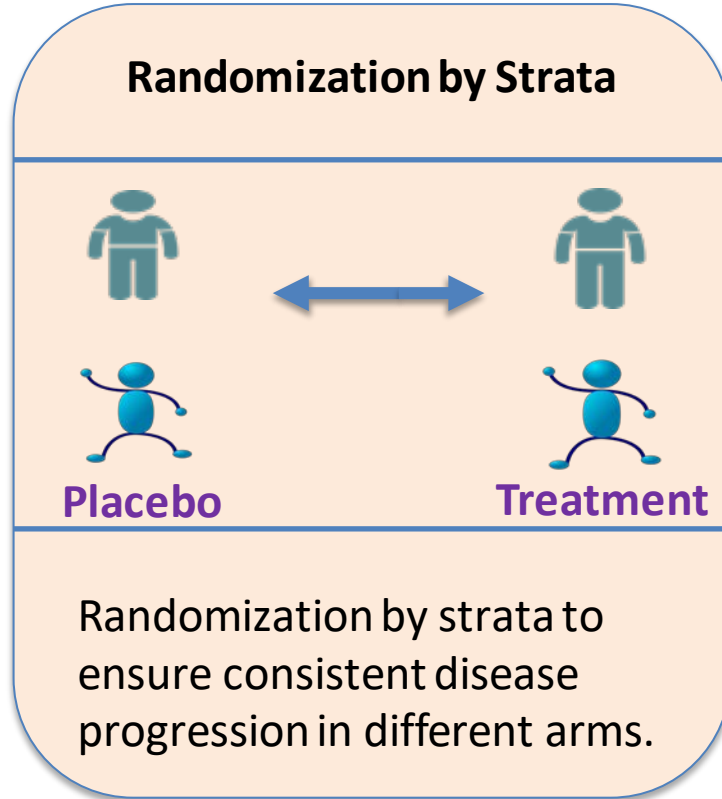 Randomization by Strata
Placebo
Treatment
Randomization by strata to
ensure consistent disease
progression in different arms.